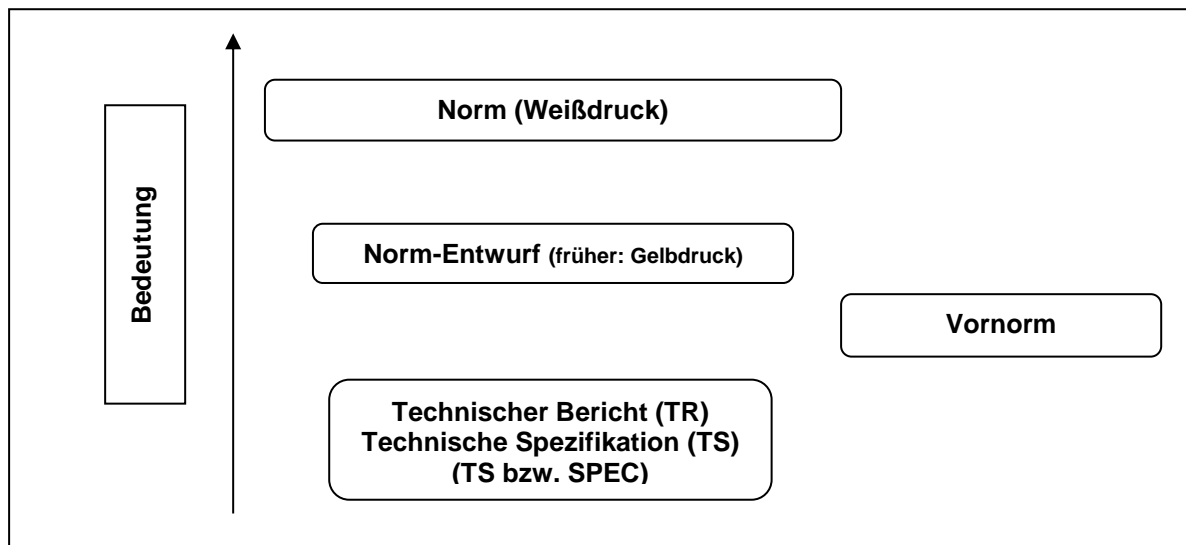 Norm (Weißdruck)
Bedeutung
Norm-Entwurf (früher: Gelbdruck)
Vornorm
Technischer Bericht (TR)
Technische Spezifikation (TS)
(TS bzw. SPEC)